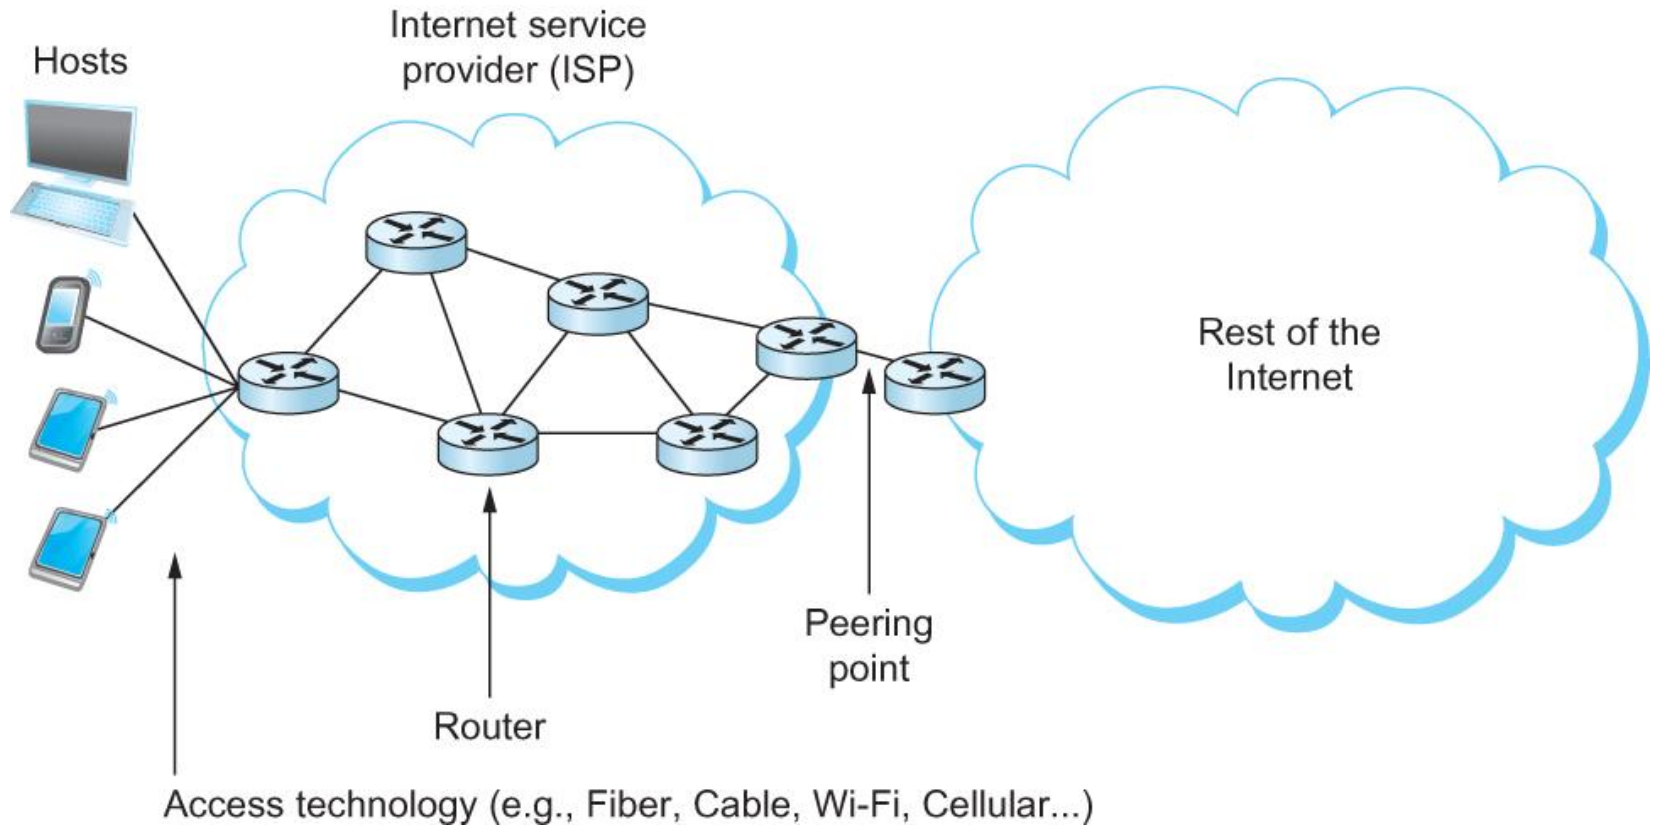 Internet service
provider (ISP)
Hosts
Rest of the
Internet
Peering
point
Router
Access technology (e.g., Fiber, Cable, Wi-Fi, Cellular...)